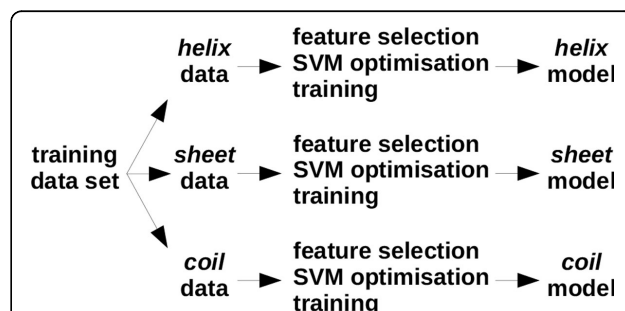 helix
data
feature selection
SVM optimisation
training
helix
model
training
data set
sheet
data
feature selection
SVM optimisation
training
sheet
model
coil
data
feature selection
SVM optimisation
training
coil
model